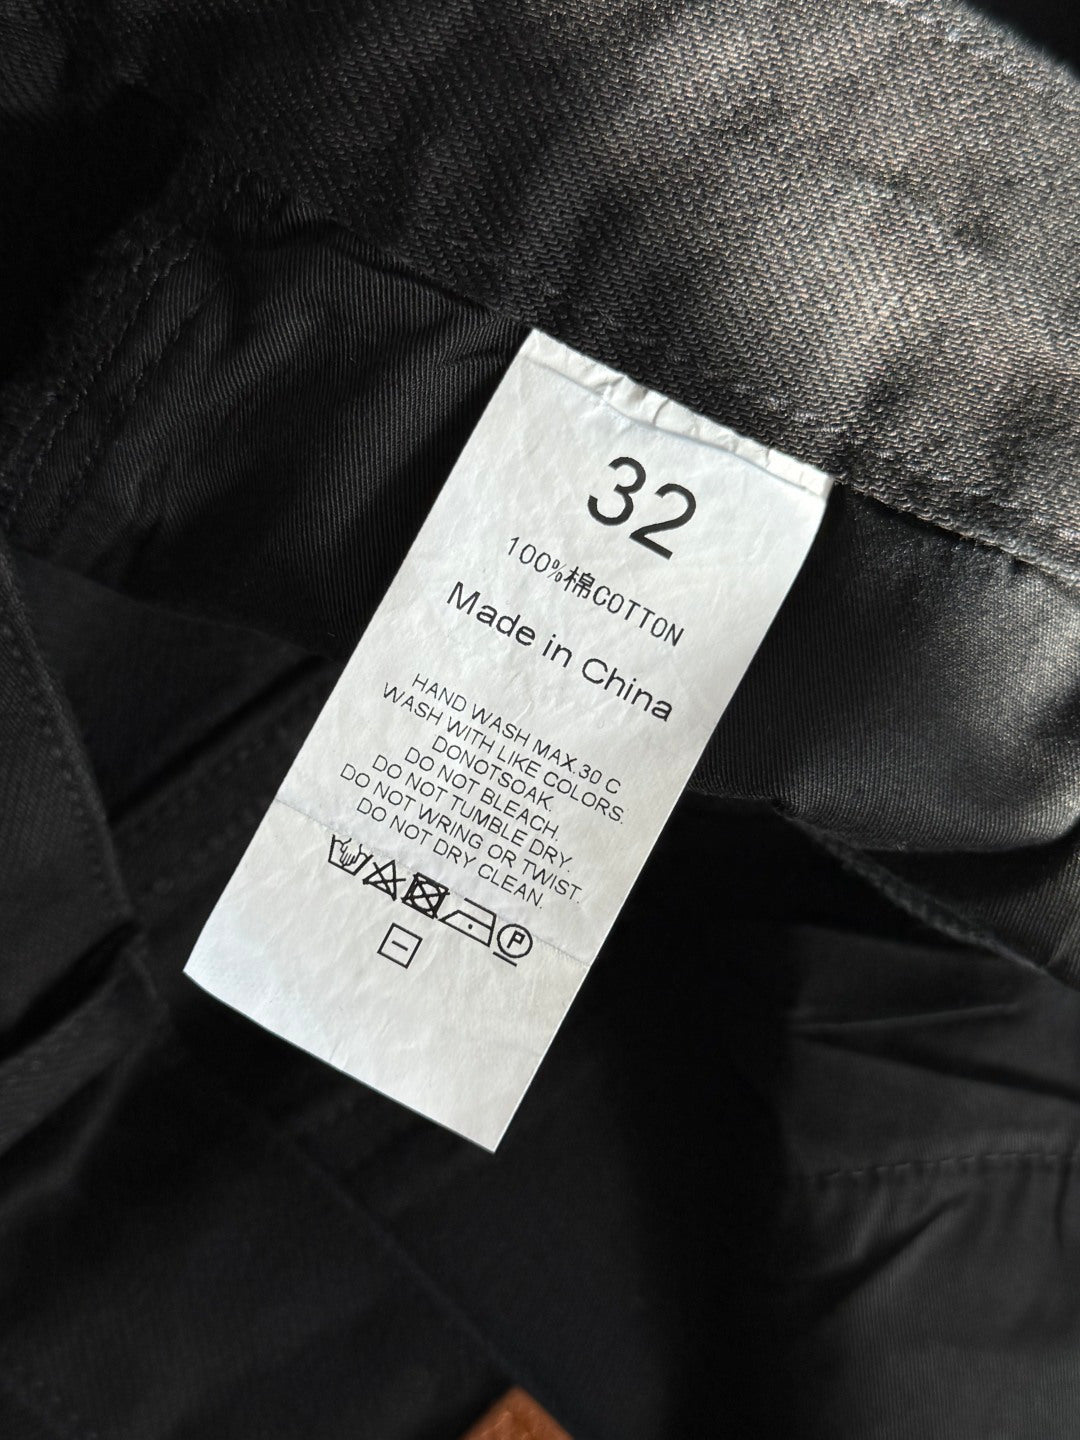 32
100%棉COTTON
Made in China
HAND WASH MAX.30 C
WASH WITH LIKE COLORS.
DONOTSOAK.
DO NOT BLEACH.
DO NOT TUMBLE DRY.
DO NOT WRING OR TWIST.
DO NOT DRY CLEAN.
P